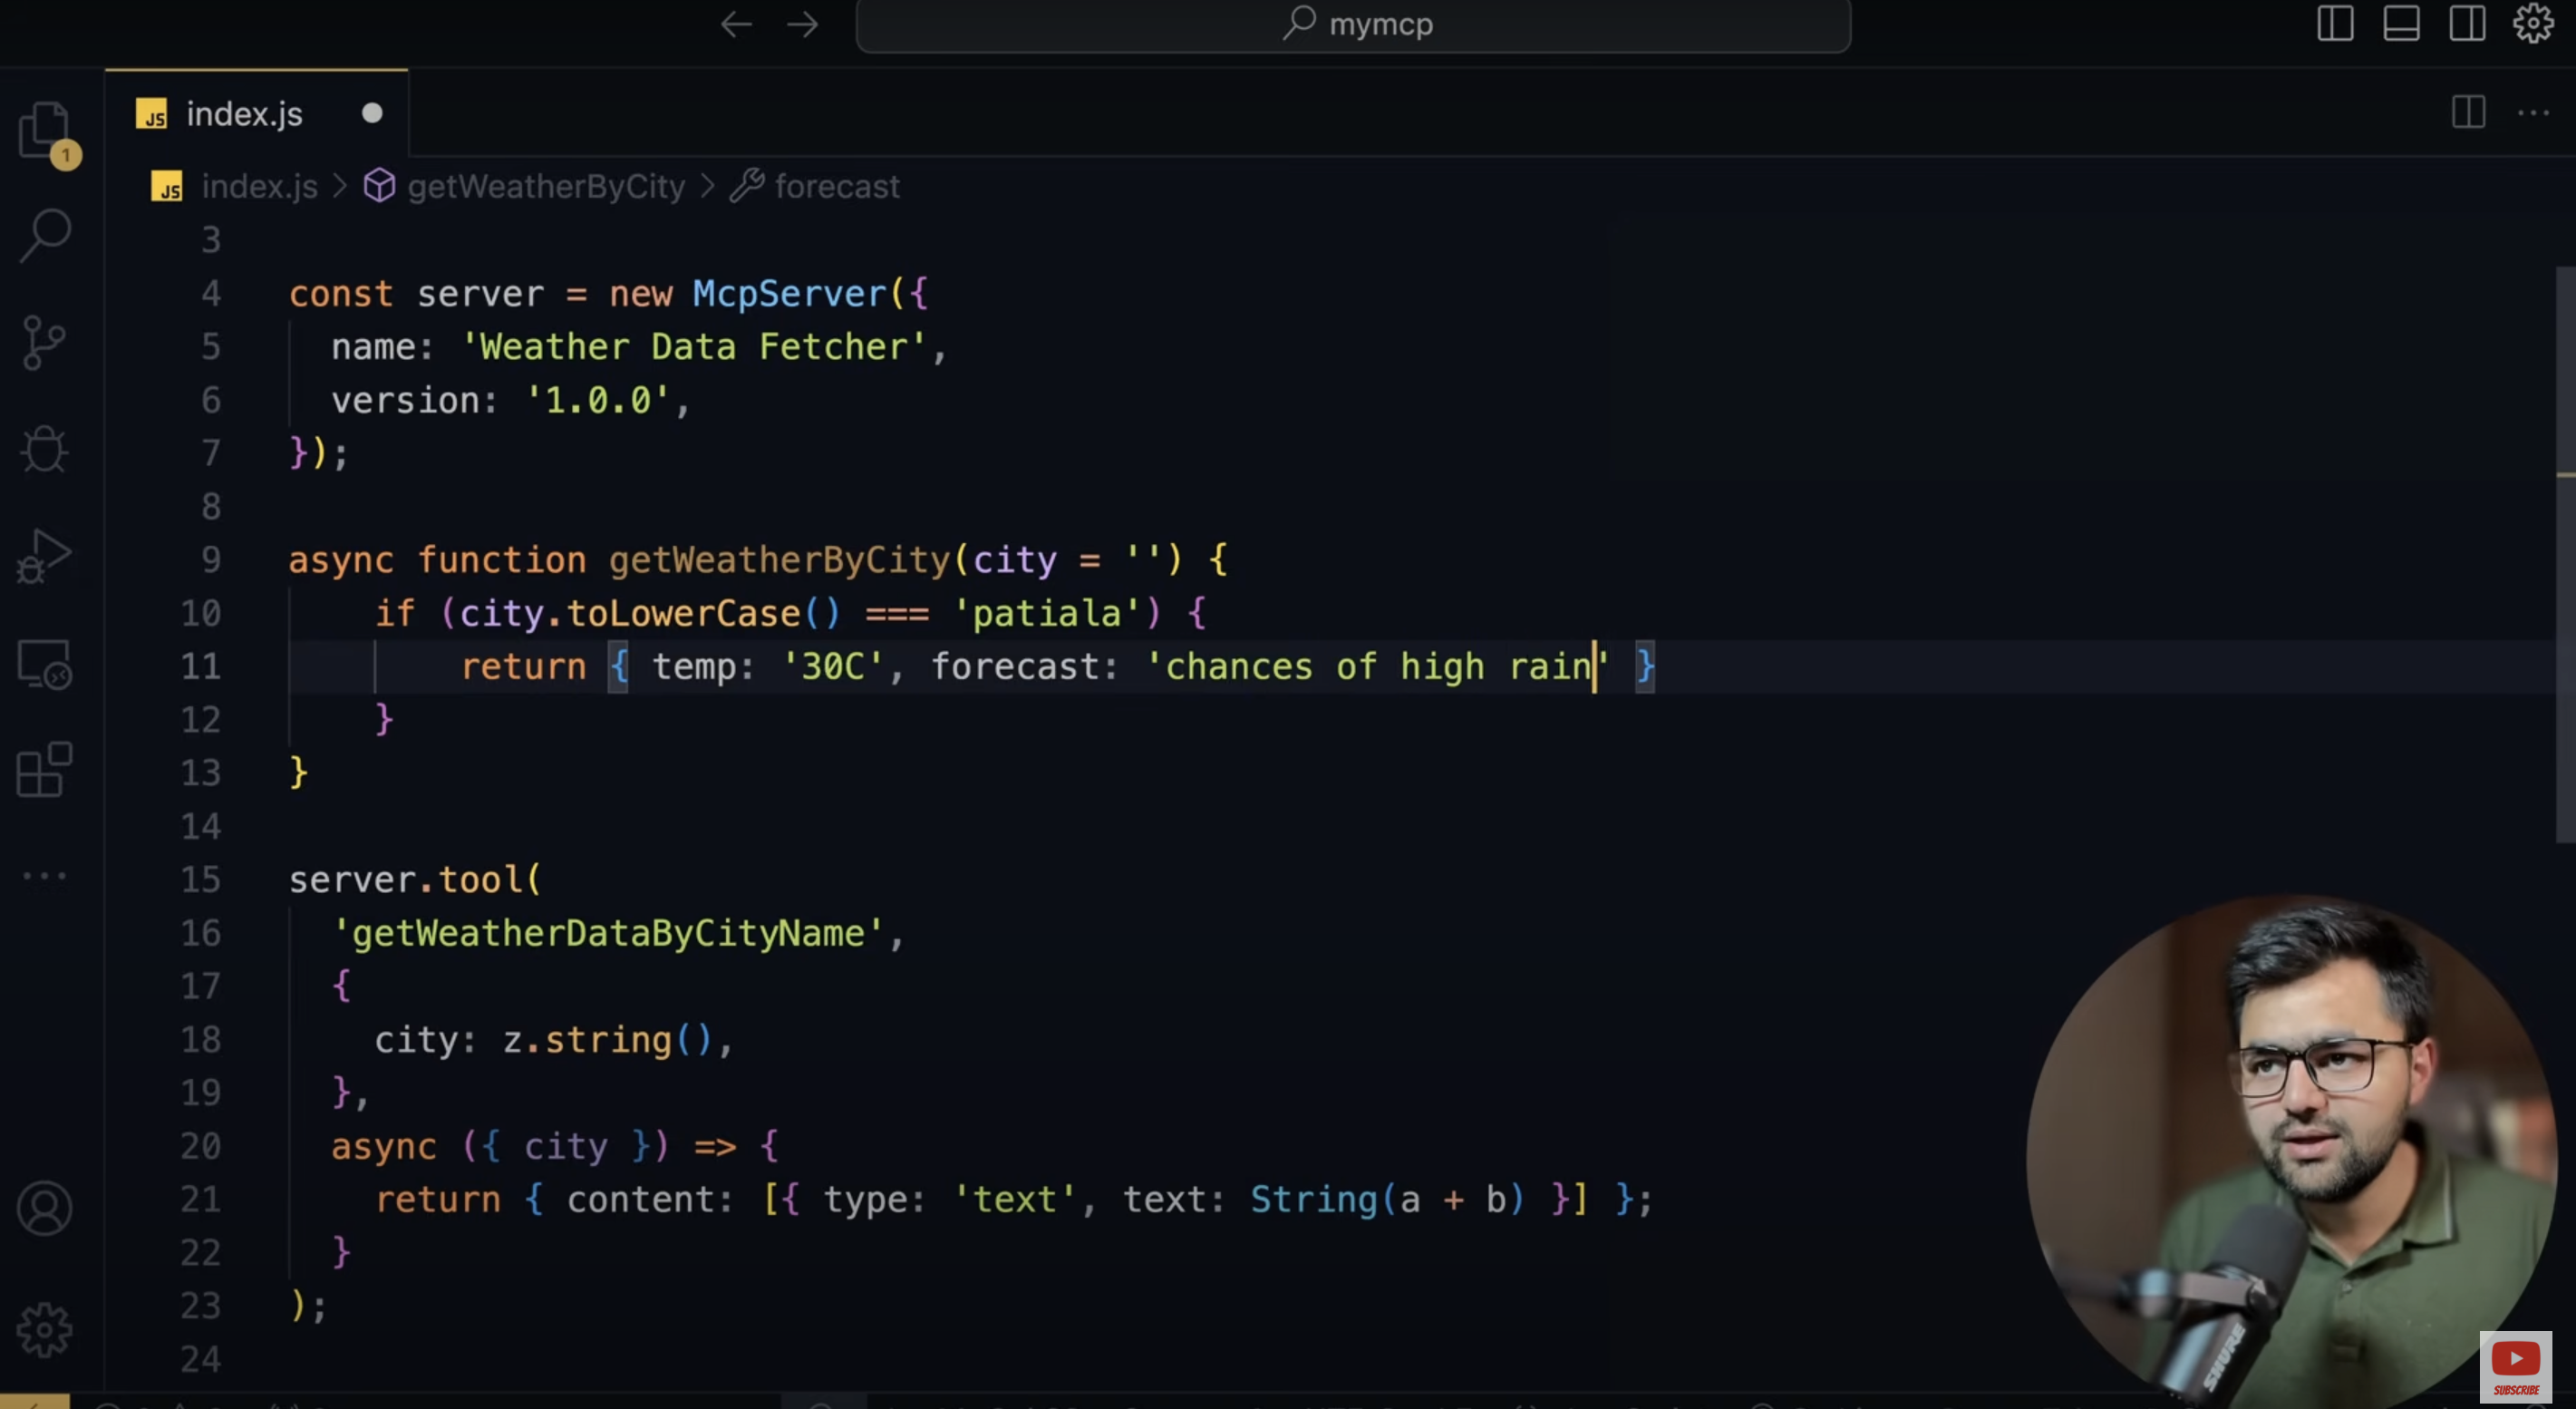 mymcp
JS index.js
1
JS index.js > getWeatherByCity > forecast
3
4 const server = new McpServer({
5 name: 'Weather Data Fetcher',
6 version: '1.0.0',
7 });
8
9 async function getWeatherByCity(city = '') {
10 if (city.toLowerCase() === 'patiala') {
11 return { temp: '30C', forecast: 'chances of high rain' }
12 }
13 }
14
15 server.tool(
16 'getWeatherDataByCityName',
17 {
18 city: z.string(),
19 },
20 async ({ city }) => {
21 return { content: [{ type: 'text', text: String(a + b) }] };
22 }
23 );
24
SHURE
SUBSCRIBE